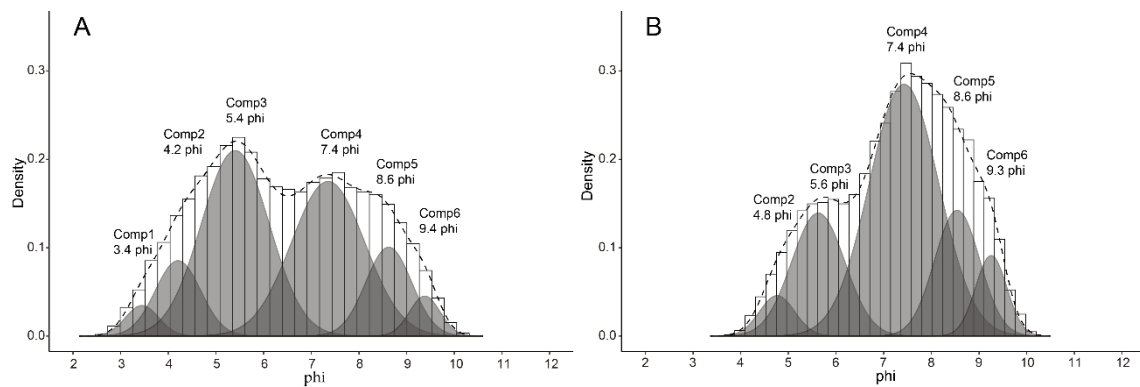 A
Comp3
5.4 phi
Comp2
4.2 phi
Comp4
7.4 phi
Comp5
8.6 phi
Comp1
3.4 phi
Comp6
9.4 phi
Density
0.3
0.2
0.1
0.0
2 3 4 5 6 7 8 9 10 11 12
phi
B
Comp4
7.4 phi
Comp5
8.6 phi
Comp3
5.6 phi
Comp6
9.3 phi
Comp2
4.8 phi
Density
0.3
0.2
0.1
0.0
2 3 4 5 6 7 8 9 10 11 12
phi